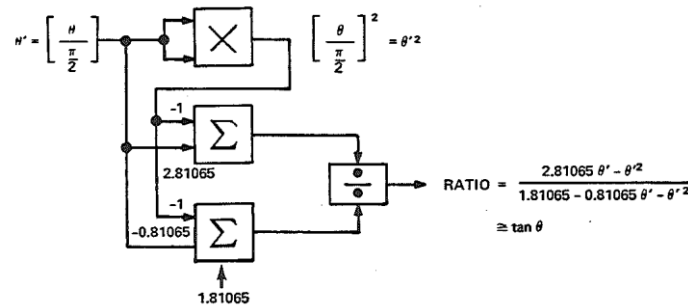 θ' = [ θ / π/2 ]
×
[ θ / π/2 ]² = θ'²
-1
Σ
2.81065
÷
RATIO = 2.81065 θ' - θ'² / 1.81065 - 0.81065 θ' - θ'²
≅ tan θ
-1
-0.81065
Σ
1.81065